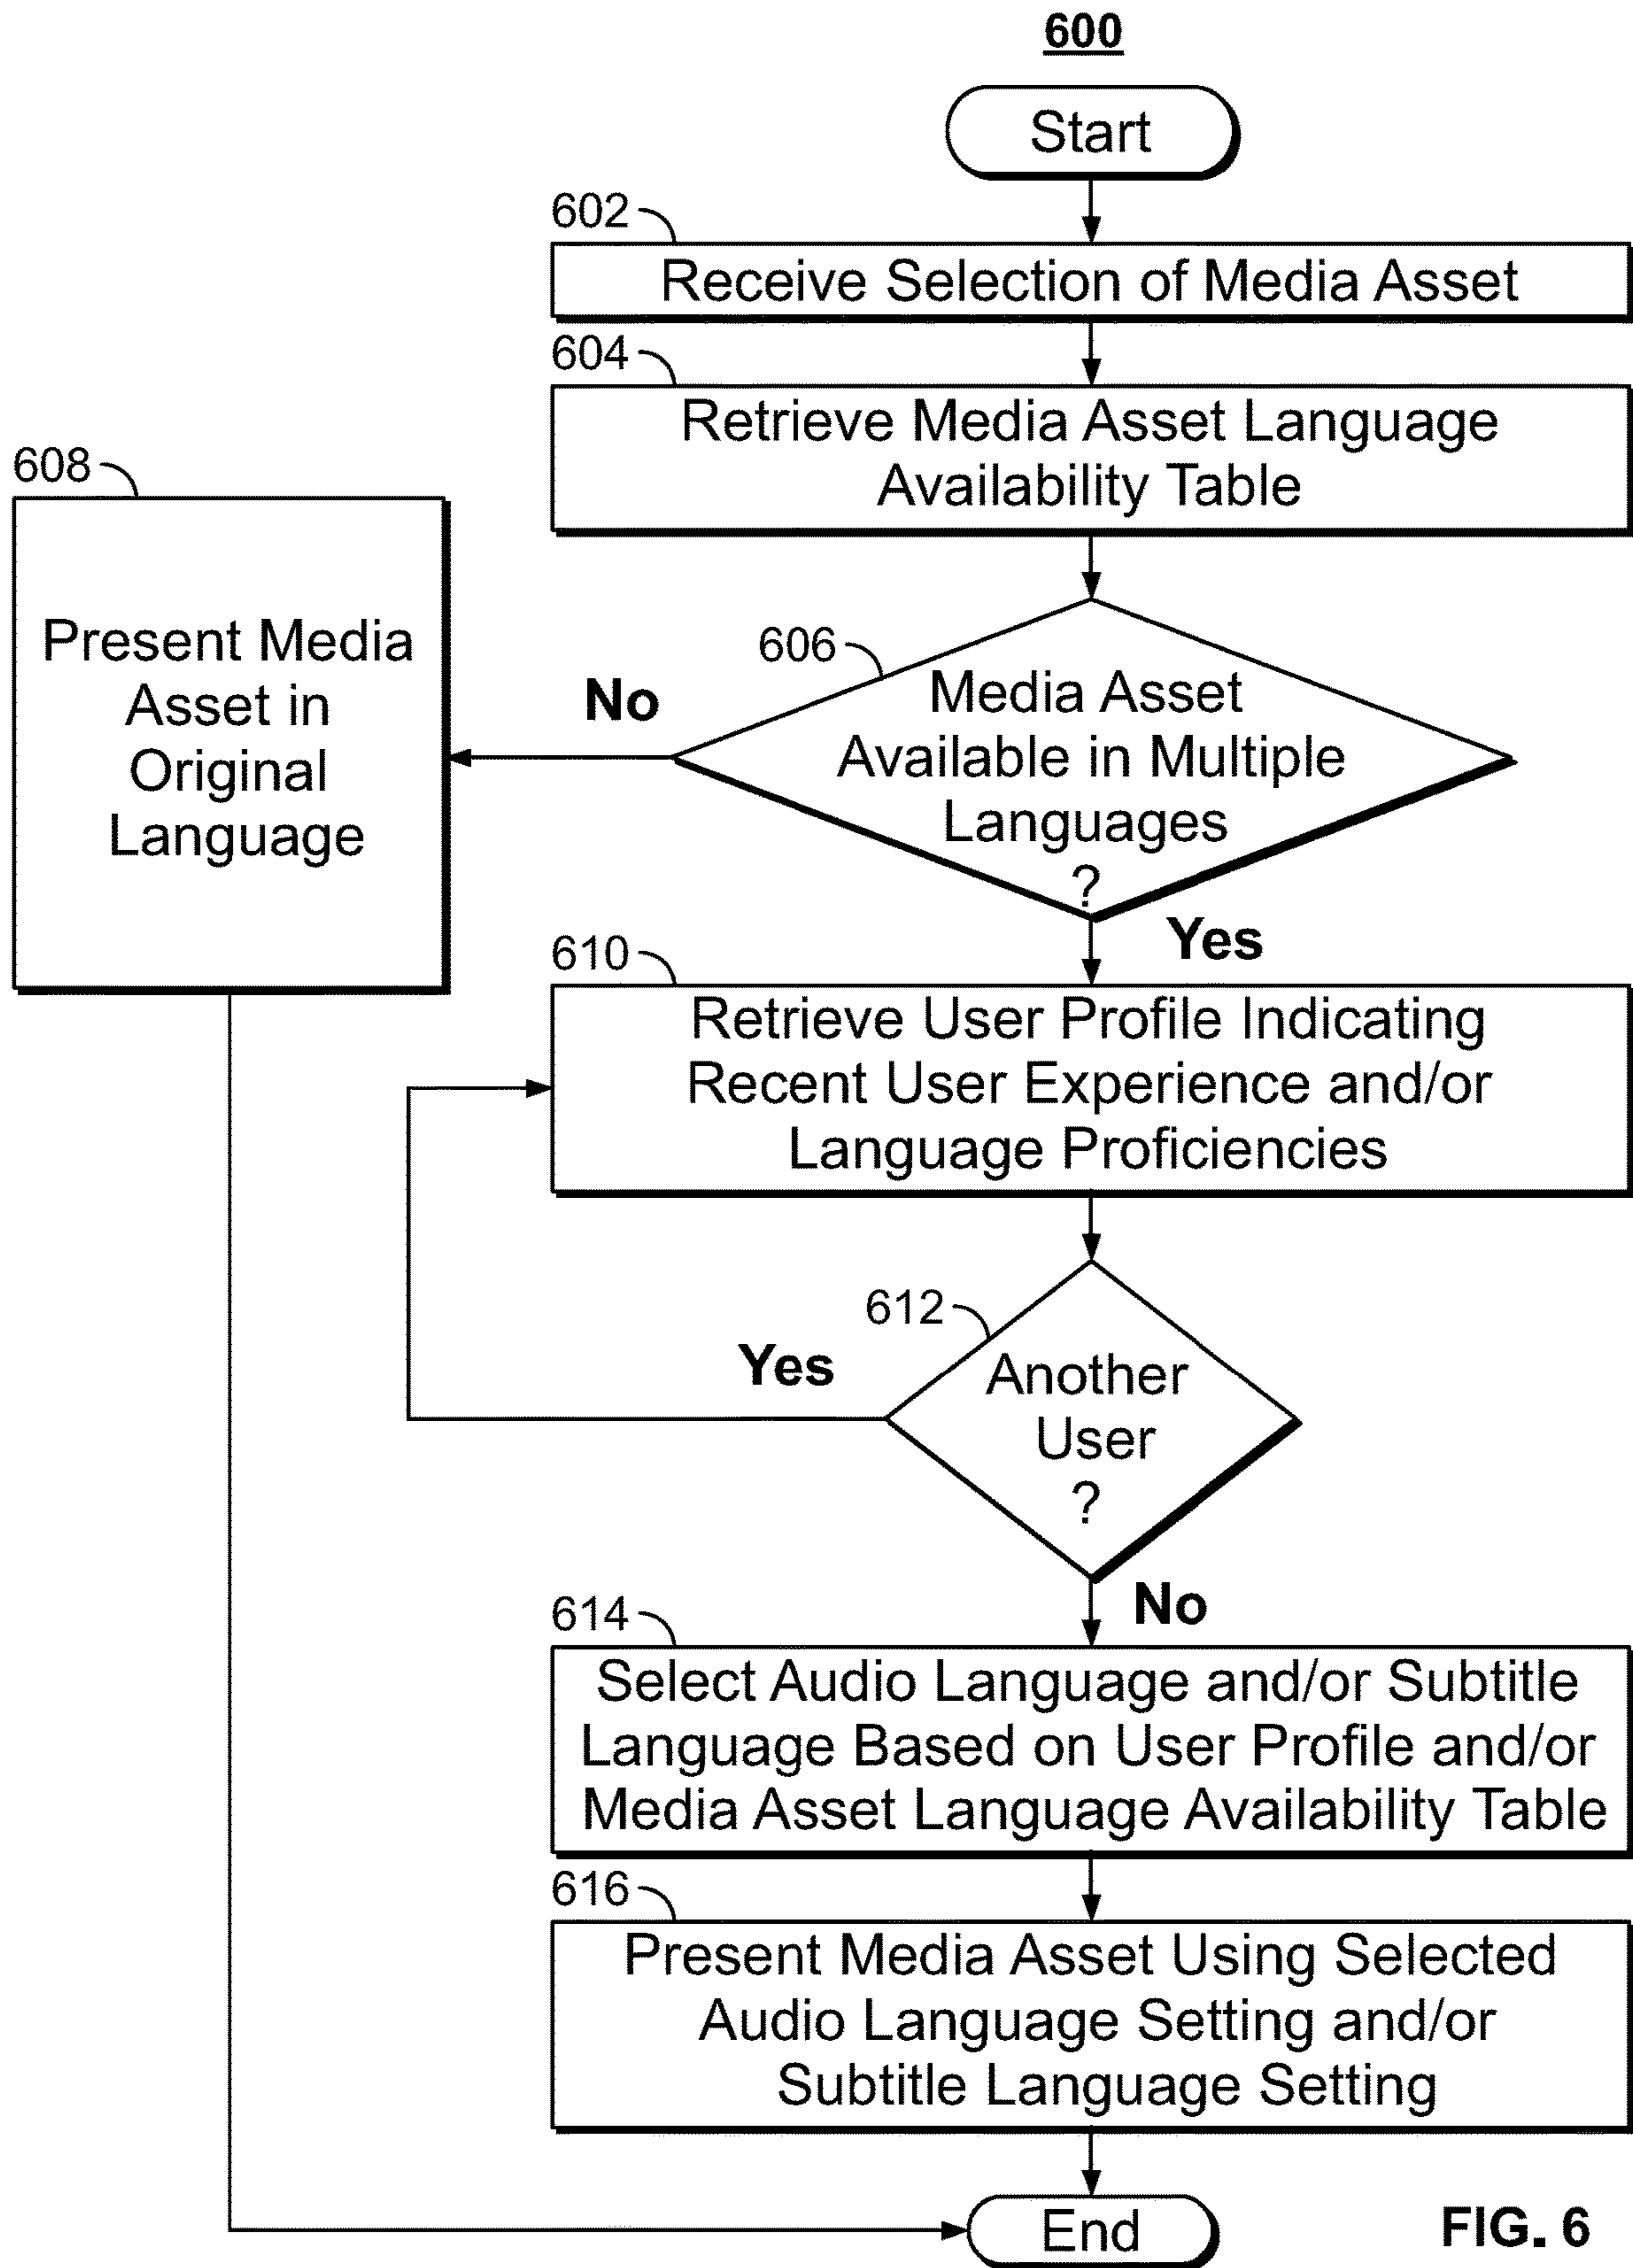 600
Start
602
Receive Selection of Media Asset
604
Retrieve Media Asset Language
Availability Table
606
Media Asset
Available in Multiple
Languages
?
No
608
Present Media
Asset in
Original
Language
Yes
610
Retrieve User Profile Indicating
Recent User Experience and/or
Language Proficiencies
612
Another
User
?
Yes
No
614
Select Audio Language and/or Subtitle
Language Based on User Profile and/or
Media Asset Language Availability Table
616
Present Media Asset Using Selected
Audio Language Setting and/or
Subtitle Language Setting
End
FIG. 6